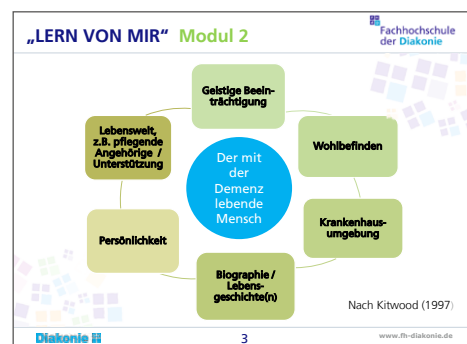 „LERN VON MIR“ Modul 2
Fachhochschule
der Diakonie
Geistige Beein-
trächtigung
Wohlbefinden
Krankenhaus-
umgebung
Biographie /
Lebens-
geschichte(n)
Persönlichkeit
Lebenswelt,
z.B. pflegende
Angehörige /
Unterstützung
Der mit
der
Demenz
lebende
Mensch
Nach Kitwood (1997)
Diakonie
3
www.fh-diakonie.de